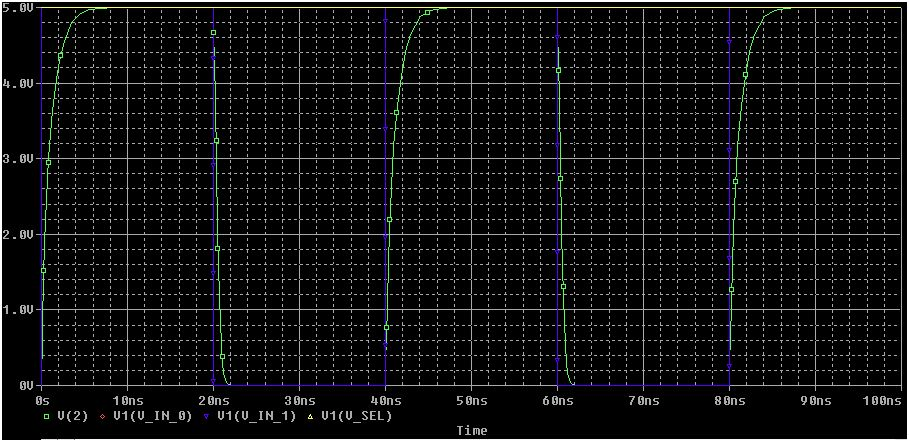 5.0V
4.0V
3.0V
2.0V
1.0V
0V
0s 10ns 20ns 30ns 40ns 50ns 60ns 70ns 80ns 90ns 100ns
V(2) V1(V_IN_0) V1(V_IN_1) V1(V_SEL)
Time